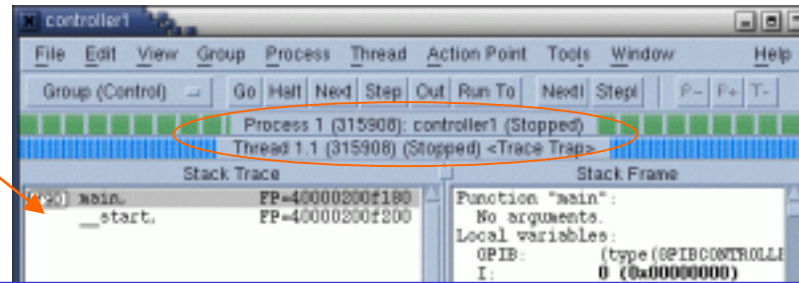 controller1
File Edit View Group Process Thread Action Point Tools Window Help
Group (Control) Go Halt Next Step Out Run To NextI StepI P- P+ T-
Process 1 (315908): controller1 (Stopped)
Thread 1.1 (315908) (Stopped) <Trace Trap>
Stack Trace Stack Frame
main, FP=40000200f180 Function "main":
__start, FP=40000200f200 No arguments.
Local variables:
GPIB: (type(GPIBCONTROLLE
I: 0 (0x00000000)